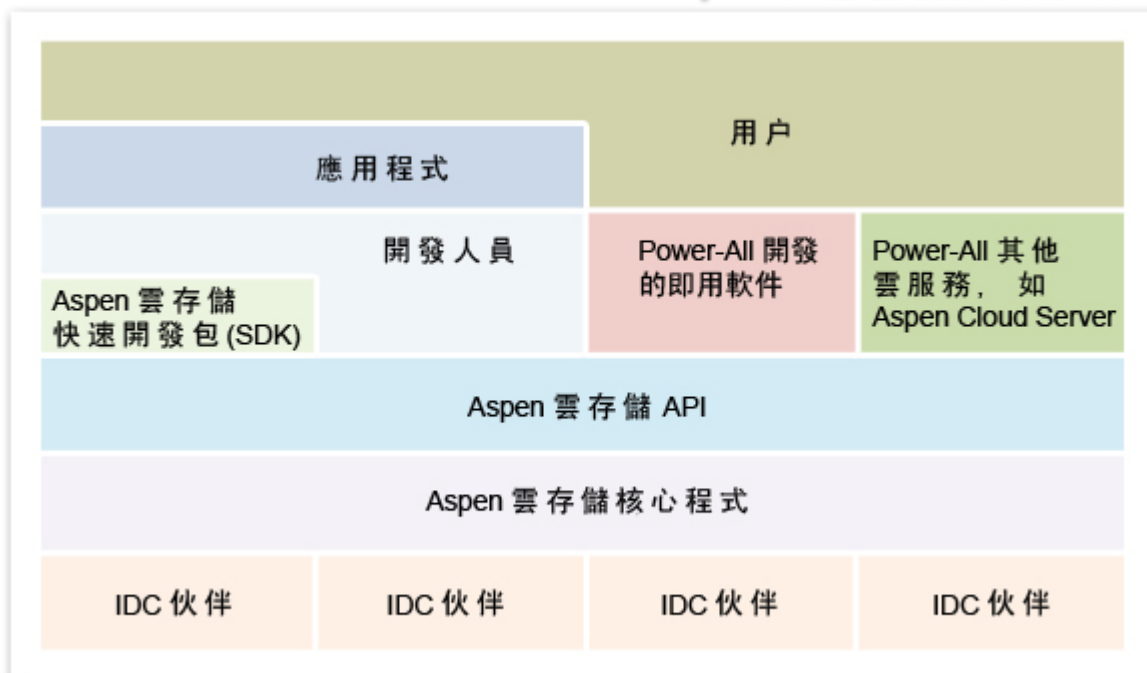 用户
應用程式
開發人員
Power-All 開發
的即用軟件
Power-All 其他
雲服務, 如
Aspen Cloud Server
Aspen 雲存儲
快速開發包(SDK)
Aspen 雲存儲 API
Aspen 雲存儲核心程式
IDC 伙伴
IDC 伙伴
IDC 伙伴
IDC 伙伴